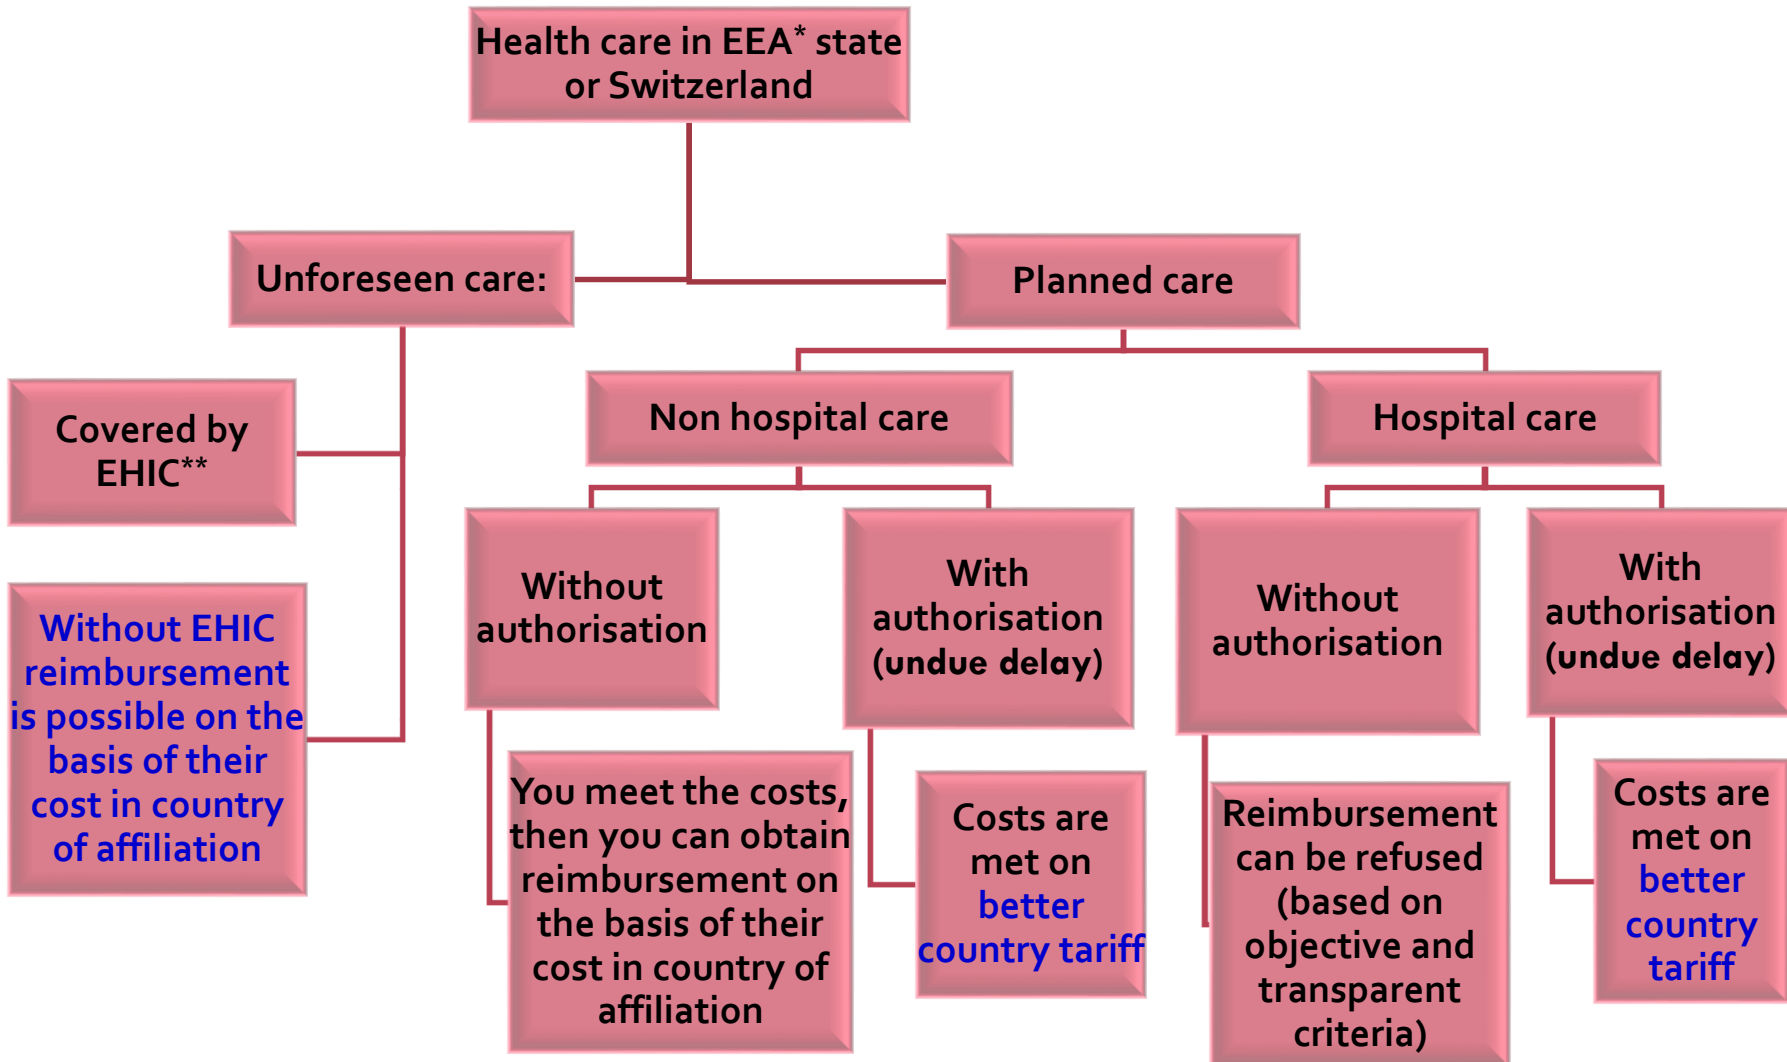 Health care in EEA* state
or Switzerland
Unforeseen care:
Planned care
Covered by
EHIC**
Without EHIC
reimbursement
is possible on the
basis of their
cost in country
of affiliation
Non hospital care
Hospital care
Without
authorisation
With
authorisation
(undue delay)
Without
authorisation
With
authorisation
(undue delay)
You meet the costs,
then you can obtain
reimbursement on
the basis of their
cost in country of
affiliation
Costs are
met on
better
country tariff
Reimbursement
can be refused
(based on
objective and
transparent
criteria)
Costs are
met on
better
country
tariff